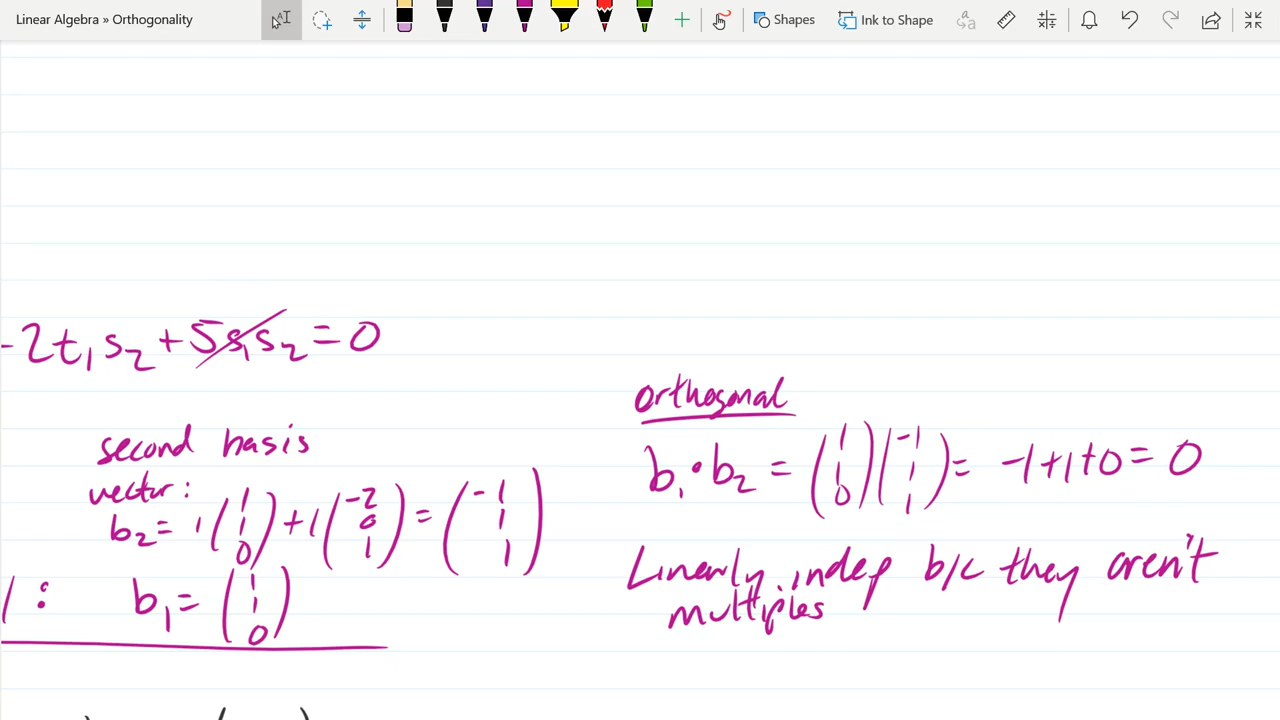 Linear Algebra » Orthogonality
Shapes
Ink to Shape
-2t₁s₂ + 5s₁s₂ = 0
second basis
vector:
b₂ = 1(1 1 0) + 1(-2 0 1) = (-1 1 1)
b₁ = (1 1 0)
orthogonal
b₁ • b₂ = (1 1 0)(-1 1 1) = -1+1+0 = 0
Linearly indep b/c they aren't
multiples